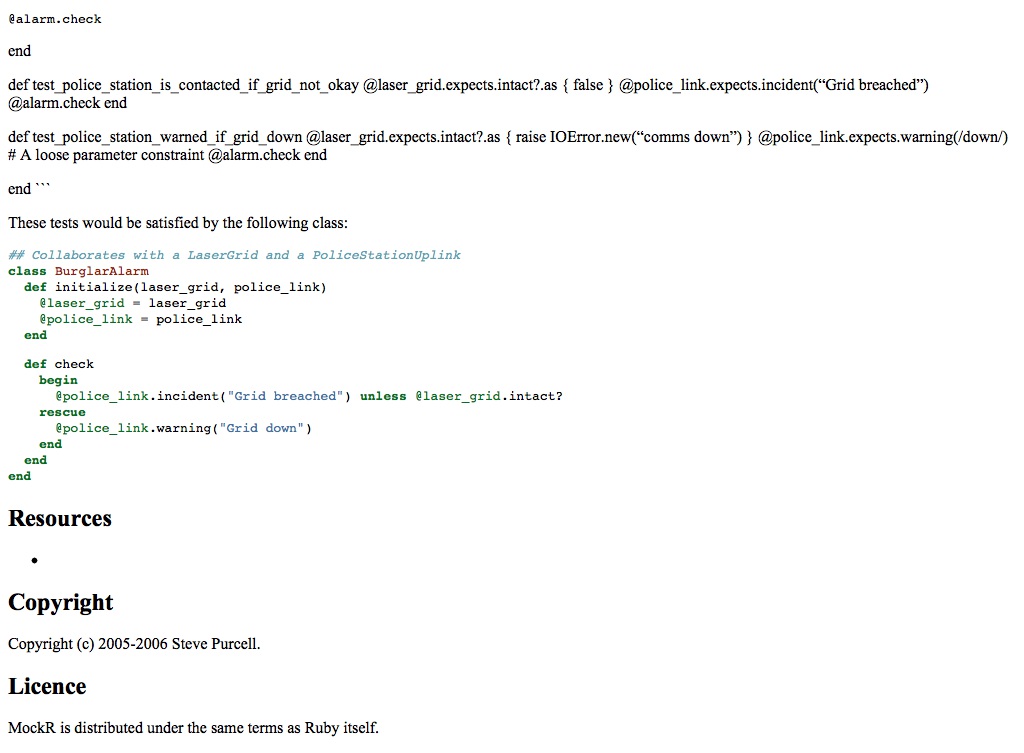 @alarm.check
end
def test_police_station_is_contacted_if_grid_not_okay @laser_grid.expects.intact?.as { false } @police_link.expects.incident(“Grid breached”)
@alarm.check end
def test_police_station_warned_if_grid_down @laser_grid.expects.intact?.as { raise IOError.new(“comms down”) } @police_link.expects.warning(/down/)
# A loose parameter constraint @alarm.check end
end ```
These tests would be satisfied by the following class:
## Collaborates with a LaserGrid and a PoliceStationUplink
class BurglarAlarm
  def initialize(laser_grid, police_link)
    @laser_grid = laser_grid
    @police_link = police_link
  end
  def check
    begin
      @police_link.incident("Grid breached") unless @laser_grid.intact?
    rescue
      @police_link.warning("Grid down")
    end
  end
end
Resources
•
Copyright
Copyright (c) 2005-2006 Steve Purcell.
Licence
MockR is distributed under the same terms as Ruby itself.